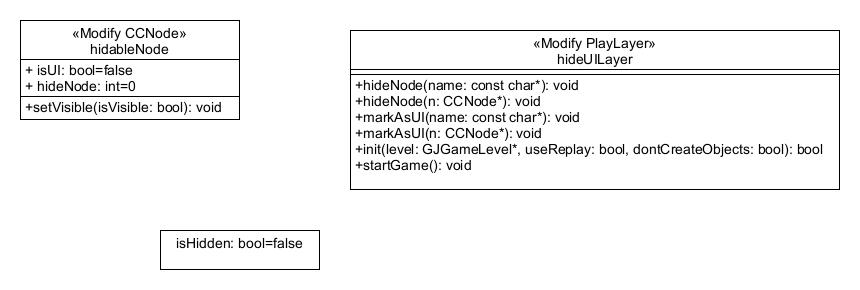 «Modify CCNode»
hidableNode
+ isUI: bool=false
+ hideNode: int=0
+setVisible(isVisible: bool): void
«Modify PlayLayer»
hideUILayer
+hideNode(name: const char*): void
+hideNode(n: CCNode*): void
+markAsUI(name: const char*): void
+markAsUI(n: CCNode*): void
+init(level: GJGameLevel*, useReplay: bool, dontCreateObjects: bool): bool
+startGame(): void
isHidden: bool=false